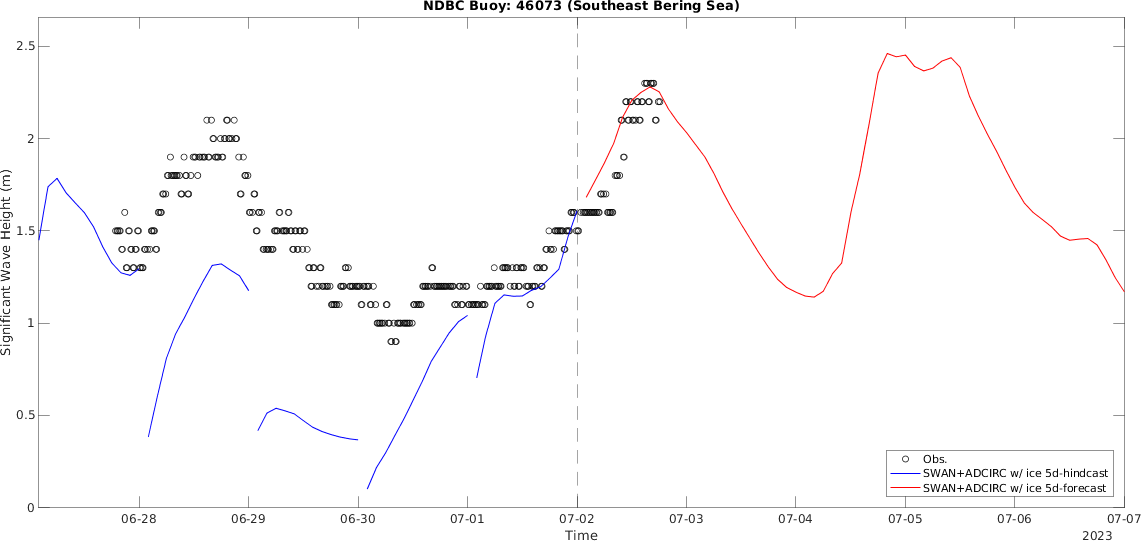 NDBC Buoy: 46073 (Southeast Bering Sea)
Significant Wave Height (m)
2.5
2
1.5
1
0.5
0
06-28
06-29
06-30
07-01
07-02
07-03
07-04
07-05
07-06
07-07
Time
2023
Obs.
SWAN+ADCIRC w/ ice 5d-hindcast
SWAN+ADCIRC w/ ice 5d-forecast